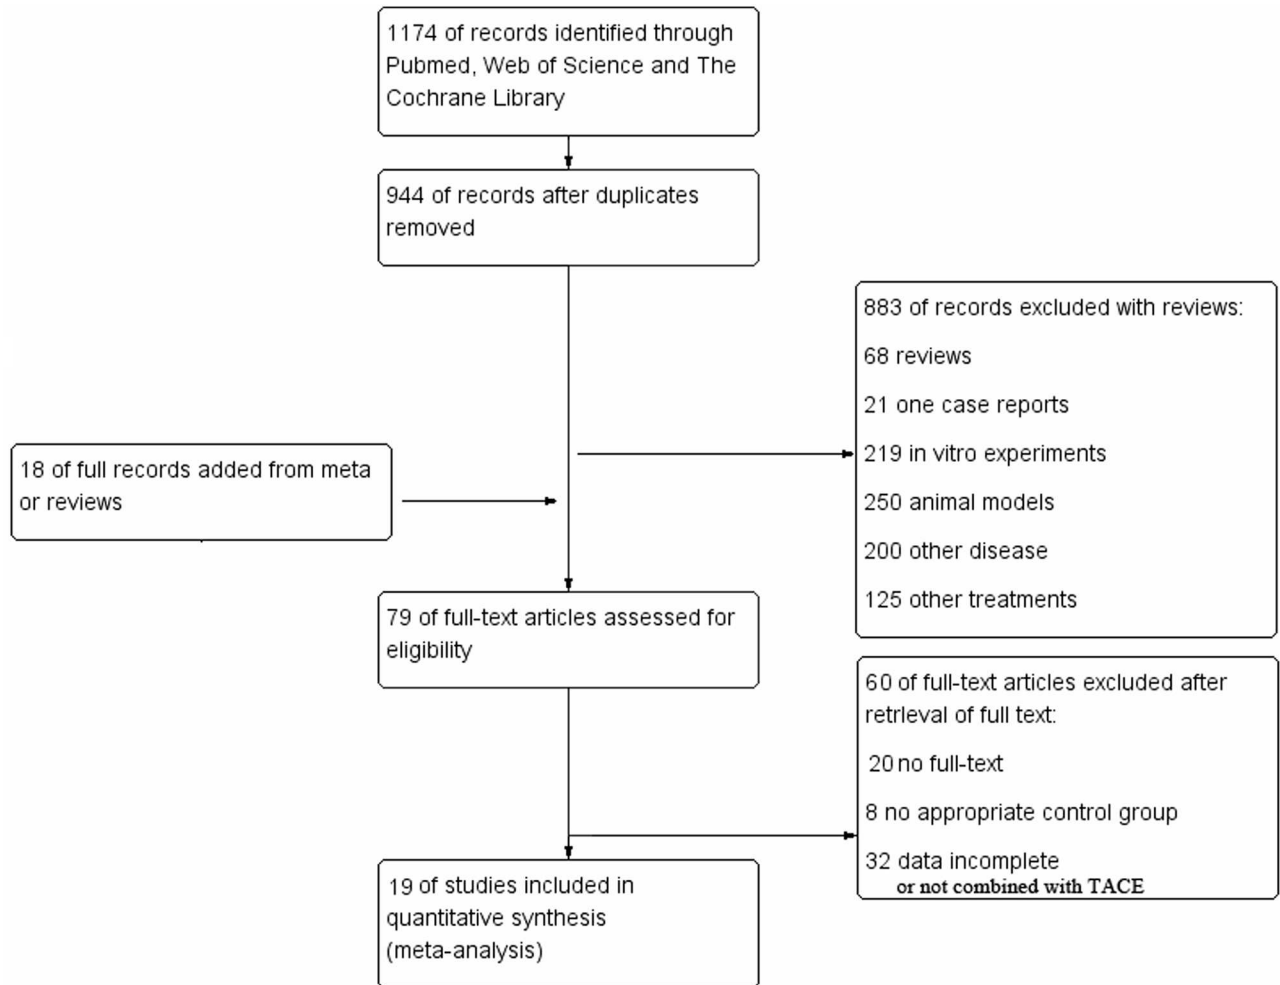 1174 of records identified through
Pubmed, Web of Science and The
Cochrane Library
944 of records after duplicates
removed
883 of records excluded with reviews:
68 reviews
21 one case reports
219 in vitro experiments
250 animal models
200 other disease
125 other treatments
18 of full records added from meta
or reviews
79 of full-text articles assessed for
eligibility
60 of full-text articles excluded after
retrleval of full text:
20 no full-text
8 no appropriate control group
32 data incomplete
or not combined with TACE
19 of studies included in
quantitative synthesis
(meta-analysis)